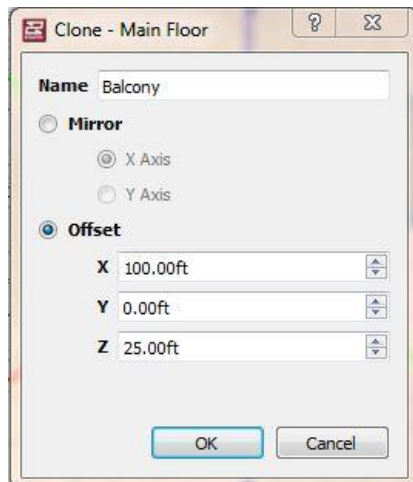 Clone - Main Floor
Name Balcony
Mirror
X Axis
Y Axis
Offset
X 100.00ft
Y 0.00ft
Z 25.00ft
OK Cancel